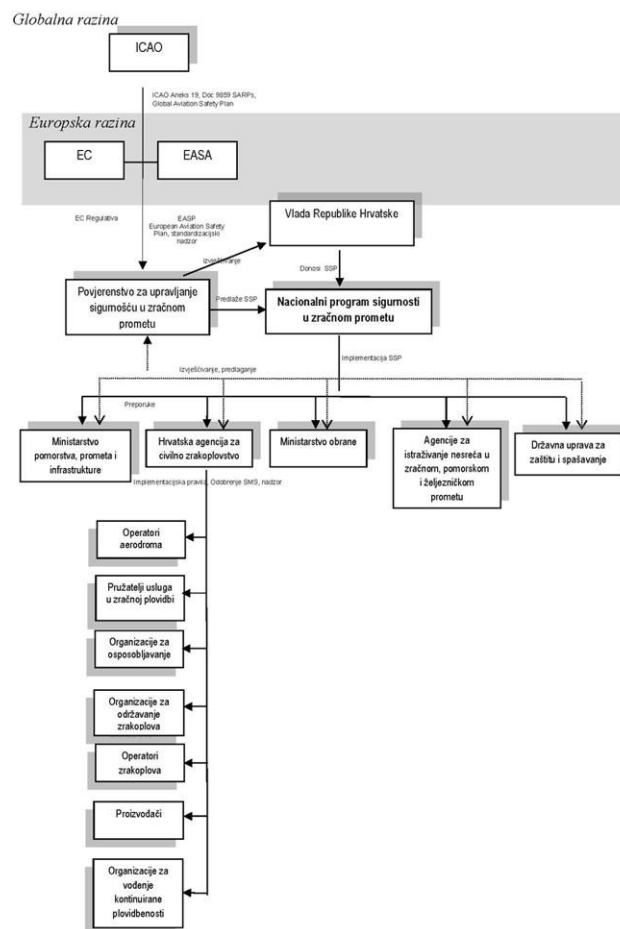 Globalna razina
ICAO
ICAO Aneks 19, Doc 9859 SARPs,
Global Aviation Safety Plan
Europska razina
EC
EASA
EC Regulativa
EASP
European Aviation Safety
Plan, standardizacijski
nadzor
Vlada Republike Hrvatske
Izvješćivanje
Donosi SSP
Povjerenstvo za upravljanje
sigurnošću u zračnom
prometu
Predlaže SSP
Nacionalni program sigurnosti
u zračnom prometu
Implementacija SSP
Izvješćivanje, predlaganje
Preporuke
Ministarstvo
pomorstva, prometa i
infrastrukture
Hrvatska agencija za
civilno zrakoplovstvo
Ministarstvo obrane
Agencije za
istraživanje nesreća u
zračnom, pomorskom
i željezničkom
prometu
Državna uprava za
zaštitu i spašavanje
Implementacijska pravila, Odobrenje SMS, nadzor
Operatori
aerodroma
Pružatelji usluga
u zračnoj plovidbi
Organizacije za
osposobljavanje
Organizacije za
održavanje
zrakoplova
Operatori
zrakoplova
Proizvođači
Organizacije za
vođenje
kontinuirane
plovidbenosti